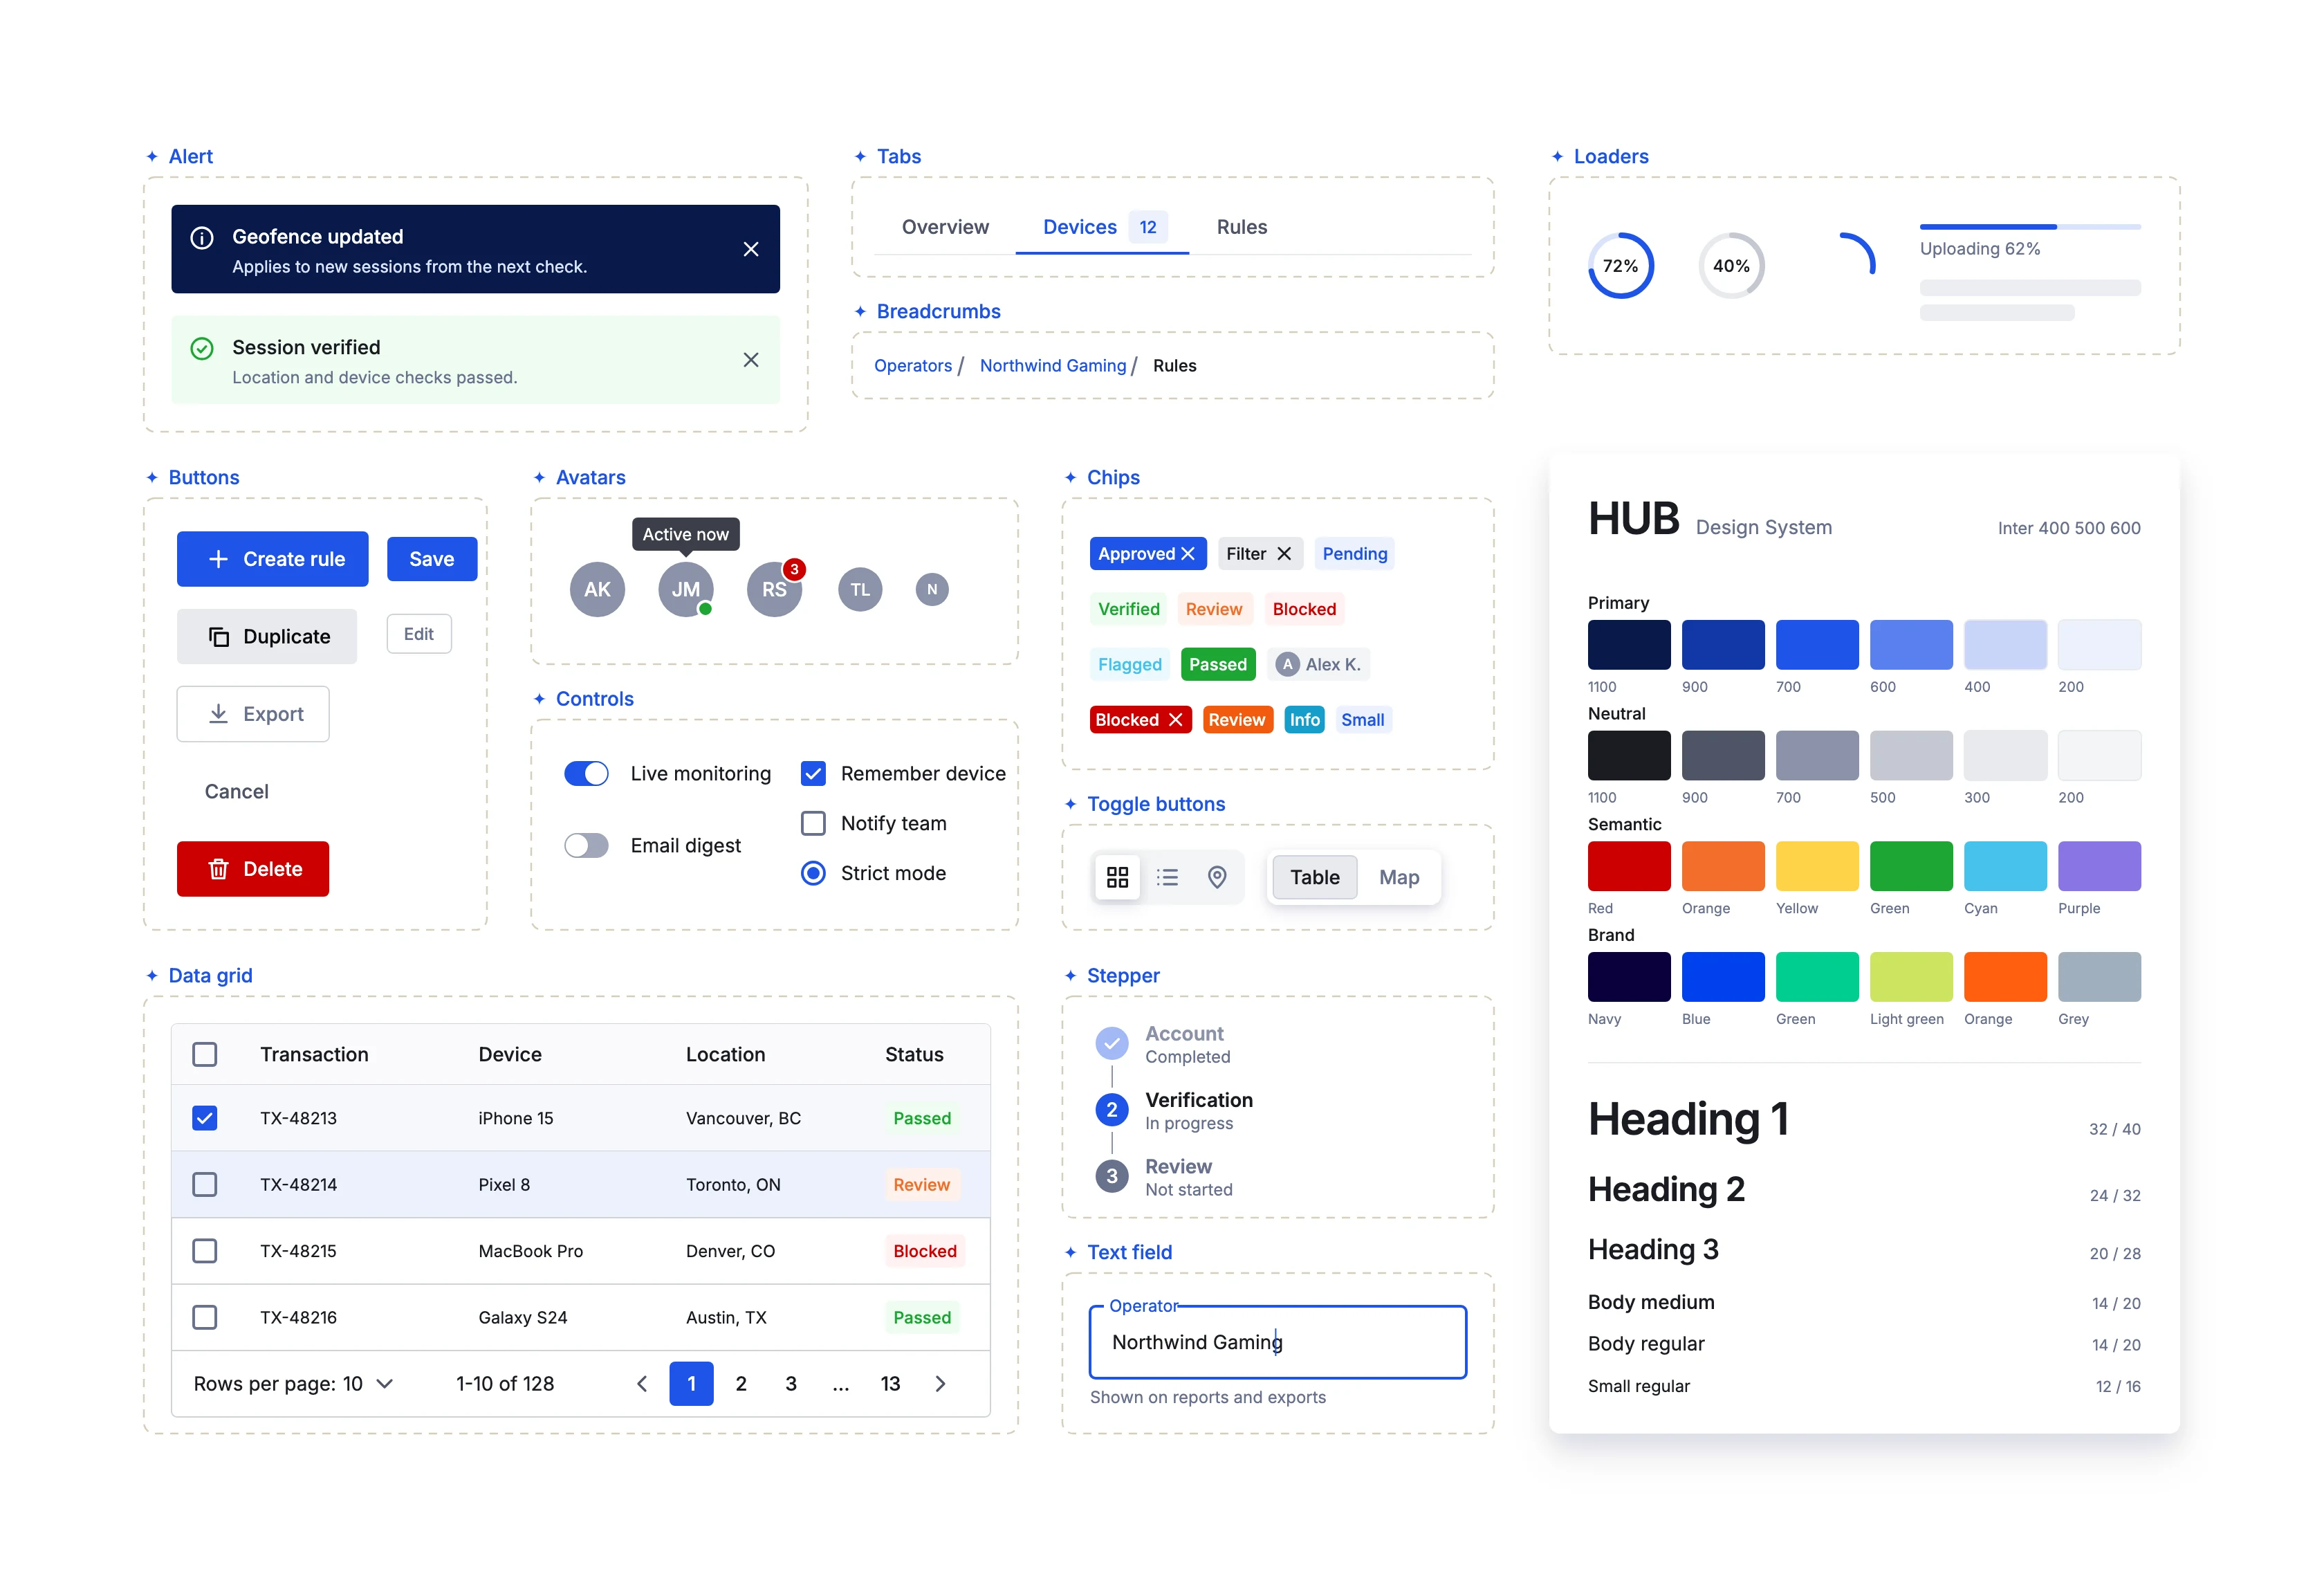 Alert
Geofence updated
Applies to new sessions from the next check.
Session verified
Location and device checks passed.
Tabs
Overview Devices 12 Rules
Breadcrumbs
Operators / Northwind Gaming / Rules
Loaders
72% 40%
Uploading 62%
Buttons
Create rule Save
Duplicate Edit
Export
Cancel
Delete
Avatars
Active now
AK JM RS 3 TL N
Controls
Live monitoring
Email digest
Remember device
Notify team
Strict mode
Chips
Approved Filter Pending
Verified Review Blocked
Flagged Passed A Alex K.
Blocked Review Info Small
Toggle buttons
Table Map
Data grid
Transaction Device Location Status
TX-48213 iPhone 15 Vancouver, BC Passed
TX-48214 Pixel 8 Toronto, ON Review
TX-48215 MacBook Pro Denver, CO Blocked
TX-48216 Galaxy S24 Austin, TX Passed
Rows per page: 10 1-10 of 128 1 2 3 ... 13
Stepper
Account
Completed
2 Verification
In progress
3 Review
Not started
Text field
Operator
Northwind Gaming
Shown on reports and exports
HUB Design System Inter 400 500 600
Primary
1100 900 700 600 400 200
Neutral
1100 900 700 500 300 200
Semantic
Red Orange Yellow Green Cyan Purple
Brand
Navy Blue Green Light green Orange Grey
Heading 1 32 / 40
Heading 2 24 / 32
Heading 3 20 / 28
Body medium 14 / 20
Body regular 14 / 20
Small regular 12 / 16